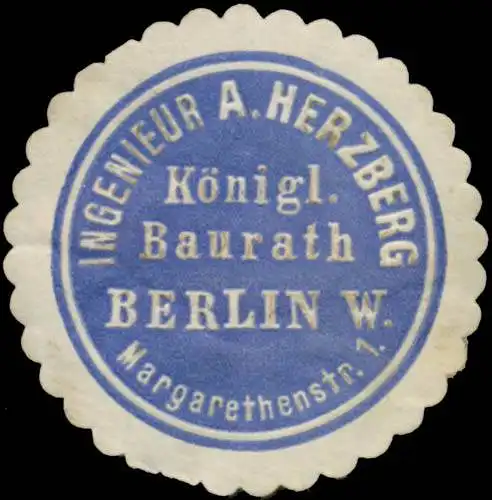 INGENIEUR A. HERZBERG
Königl.
Baurath
BERLIN W.
Margarethenstr. 1.